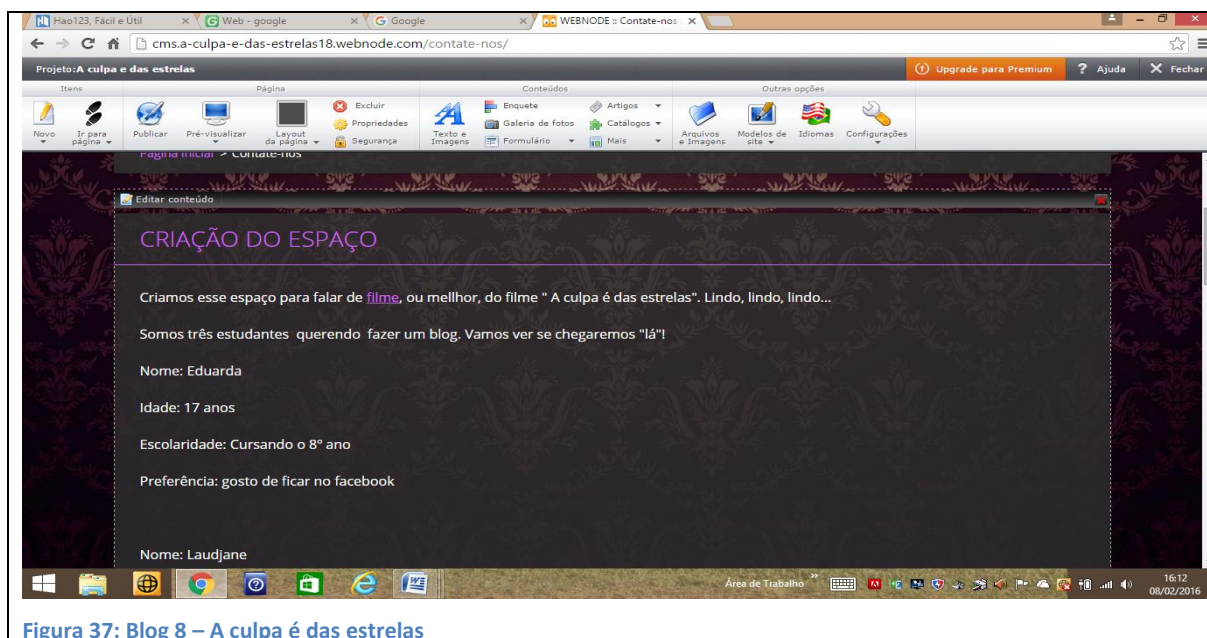 Hao123, Fácil e Útil
Web - google
Google
WEBNODE :: Contate-nos
cms.a-culpa-e-das-estrelas18.webnode.com/contate-nos/
Projeto:A culpa e das estrelas
Upgrade para Premium
? Ajuda
X Fechar
Itens
Página
Conteúdos
Outras opções
Novo
Ir para página
Publicar
Pré-visualizar
Layout da página
Excluir
Propriedades
Segurança
Texto e Imagens
Enquete
Galeria de fotos
Formulário
Artigos
Catálogos
Mais
Arquivos e Imagens
Modelos de site
Idiomas
Configurações
Página inicial > Contate-nos
Editar conteúdo
CRIAÇÃO DO ESPAÇO
Criamos esse espaço para falar de filme, ou mellhor, do filme " A culpa é das estrelas". Lindo, lindo, lindo...
Somos três estudantes querendo fazer um blog. Vamos ver se chegaremos "lá"!
Nome: Eduarda
Idade: 17 anos
Escolaridade: Cursando o 8º ano
Preferência: gosto de ficar no facebook
Nome: Laudjane
Área de Trabalho
16:12
08/02/2016
Figura 37: Blog 8 – A culpa é das estrelas